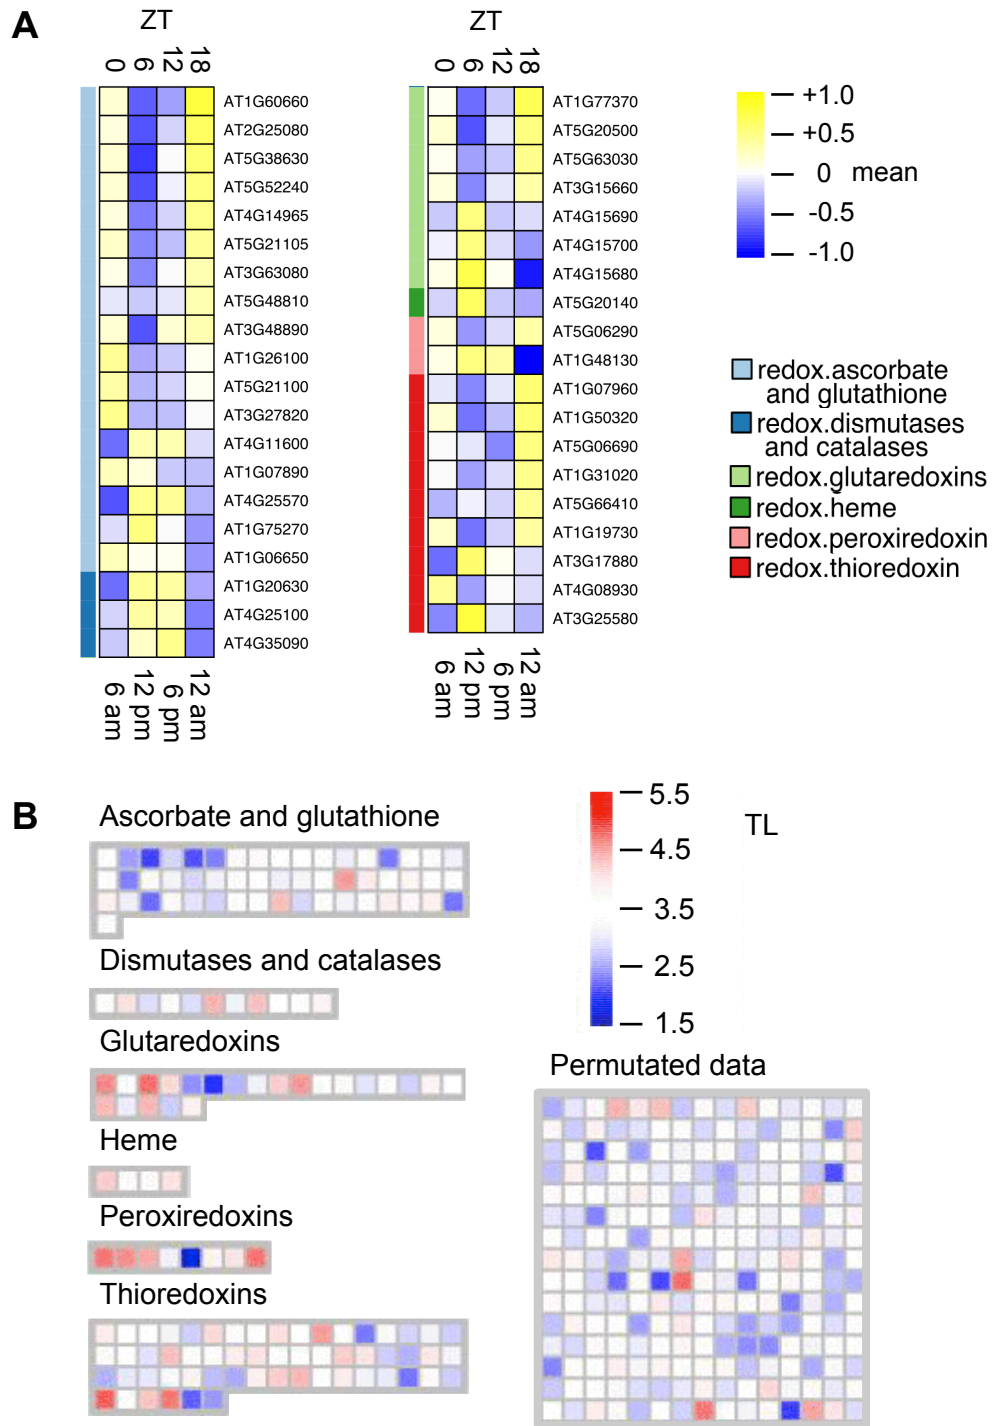 A
ZT
0 6 12 18
AT1G60660
AT2G25080
AT5G38630
AT5G52240
AT4G14965
AT5G21105
AT3G63080
AT5G48810
AT3G48890
AT1G26100
AT5G21100
AT3G27820
AT4G11600
AT1G07890
AT4G25570
AT1G75270
AT1G06650
AT1G20630
AT4G25100
AT4G35090
6 am 12 pm 6 pm 12 am
ZT
0 6 12 18
AT1G77370
AT5G20500
AT5G63030
AT3G15660
AT4G15690
AT4G15700
AT4G15680
AT5G20140
AT5G06290
AT1G48130
AT1G07960
AT1G50320
AT5G06690
AT1G31020
AT5G66410
AT1G19730
AT3G17880
AT4G08930
AT3G25580
6 am 12 pm 6 pm 12 am
+1.0
+0.5
0 mean
-0.5
-1.0
redox.ascorbate
and glutathione
redox.dismutases
and catalases
redox.glutaredoxins
redox.heme
redox.peroxiredoxin
redox.thioredoxin
B
Ascorbate and glutathione
Dismutases and catalases
Glutaredoxins
Heme
Peroxiredoxins
Thioredoxins
5.5
4.5
3.5
2.5
1.5
TL
Permutated data